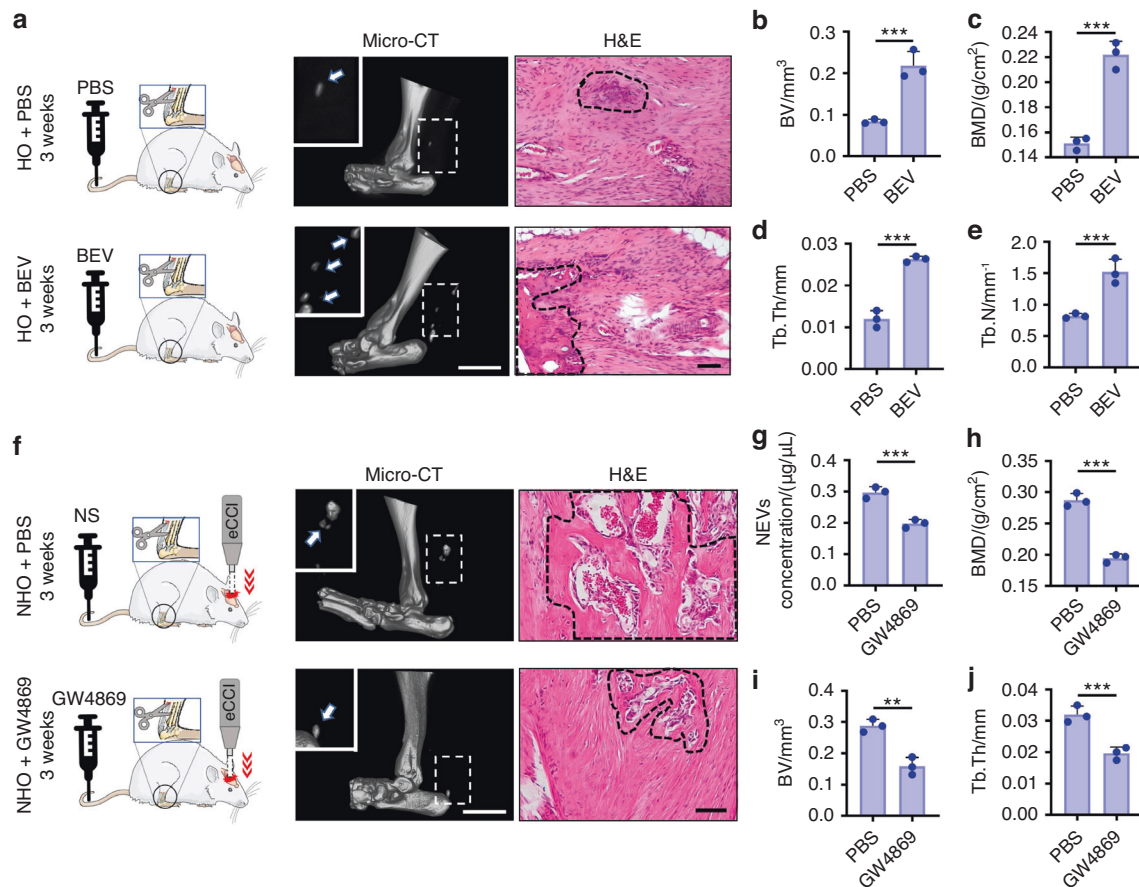 a
Micro-CT
H&E
HO + PBS
3 weeks
PBS
HO + BEV
3 weeks
BEV
b
***
BV/mm³
0.3
0.2
0.1
0.0
PBS
BEV
c
***
BMD/(g/cm²)
0.24
0.22
0.20
0.18
0.16
0.14
PBS
BEV
d
***
Tb.Th/mm
0.03
0.02
0.01
0.00
PBS
BEV
e
***
Tb.N/mm⁻¹
2.0
1.5
1.0
0.5
0.0
PBS
BEV
f
Micro-CT
H&E
NHO + PBS
3 weeks
NS
eCCI
NHO + GW4869
3 weeks
GW4869
eCCI
g
***
NEVs
concentration/(µg/µL)
0.4
0.3
0.2
0.1
0.0
PBS
GW4869
h
***
BMD/(g/cm²)
0.35
0.30
0.25
0.20
0.15
PBS
GW4869
i
**
BV/mm³
0.4
0.3
0.2
0.1
0.0
PBS
GW4869
j
***
Tb.Th/mm
0.04
0.03
0.02
0.01
0.00
PBS
GW4869